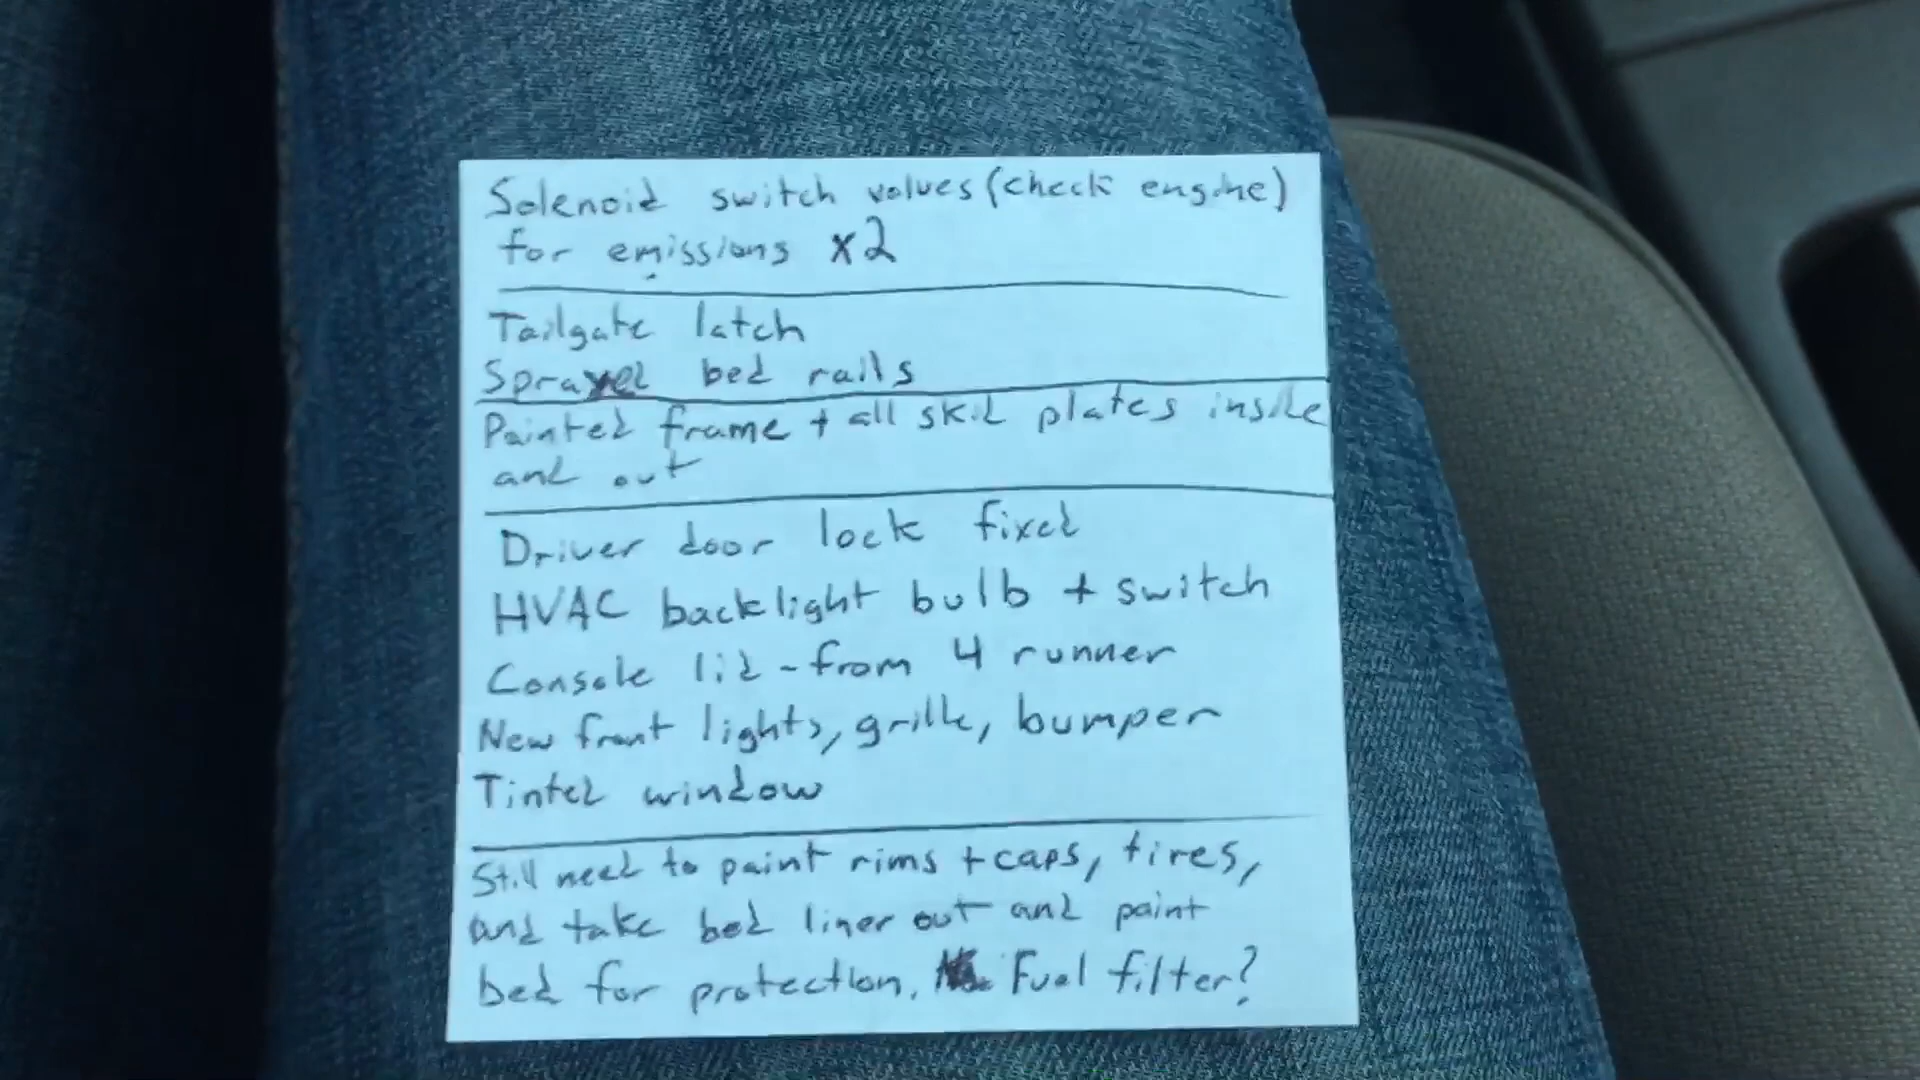 Solenoid switch valves (check engine)
for emissions x2
Tailgate latch
Sprayed bed rails
Painted frame + all skid plates inside
and out
Driver door lock fixed
HVAC backlight bulb + switch
Console lid - from 4 runner
New front lights, grille, bumper
Tinted window
Still need to paint rims + caps, tires,
and take bed liner out and paint
bed for protection. Fuel filter?